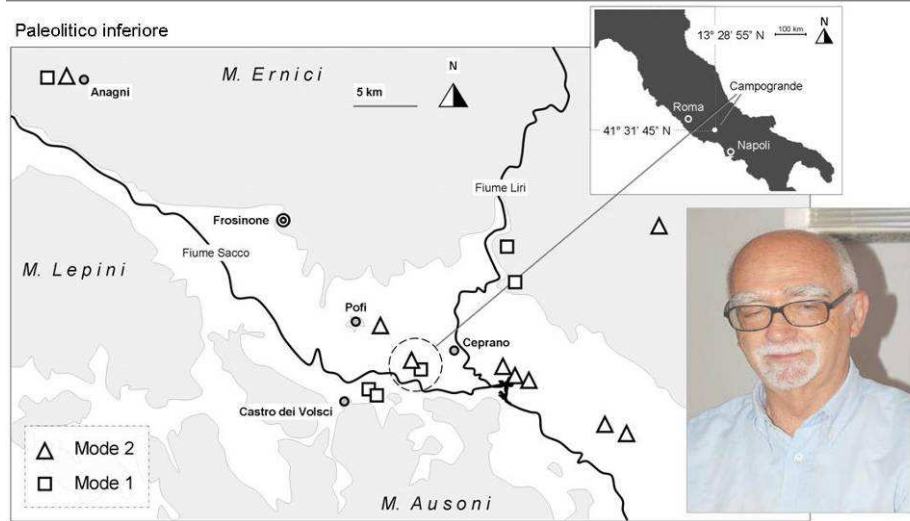 Paleolitico inferiore
M. Ernici
N
5 km
Anagni
13° 28' 55" N
100 km
N
Campogrande
Roma
41° 31' 45" N
Napoli
Fiume Liri
Frosinone
Fiume Sacco
M. Lepini
Pofi
Ceprano
Castro dei Volsci
Mode 2
Mode 1
M. Ausoni